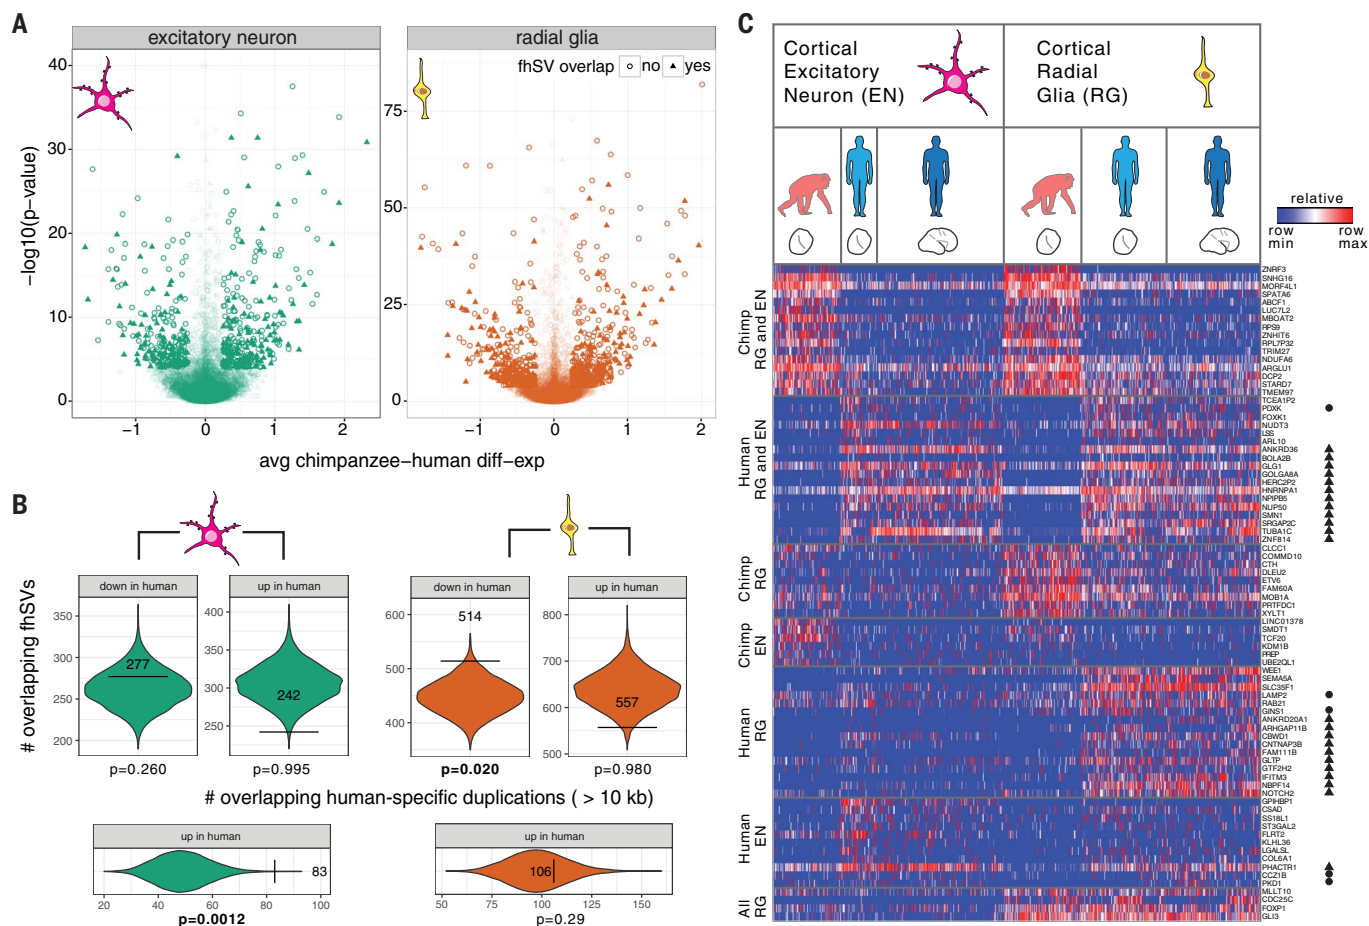 A
excitatory neuron
radial glia
fhSV overlap no yes
−log10(p−value)
40
30
20
10
0
75
50
25
0
−1 0 1 2
−1 0 1 2
avg chimpanzee−human diff−exp
B
# overlapping fhSVs
down in human
up in human
down in human
up in human
350
300
250
200
277
400
350
300
250
242
600
500
400
514
800
700
600
500
557
p=0.260
p=0.995
p=0.020
p=0.980
# overlapping human-specific duplications ( > 10 kb)
up in human
up in human
83
106
20 40 60 80 100
50 75 100 125 150
p=0.0012
p=0.29
C
Cortical
Excitatory
Neuron (EN)
Cortical
Radial
Glia (RG)
relative
row min
row max
Chimp RG and EN
ZNRF3
SNHG16
MORF4L1
SPATA6
ABCF1
LUC7L2
MBOAT2
RPS9
ZNHIT6
RPL7P32
TRIM27
NDUFA6
ARGLU1
DCP2
STARD7
TMEM97
Human RG and EN
TCEA1P2
PDXK
FOXK1
NUDT3
LSS
ARL10
ANKRD36
BOLA2B
GLG1
GOLGA8A
HERC2P2
HNRNPA1
NPIPB5
NUP50
SMN1
SRGAP2C
TUBA1C
ZNF814
Chimp RG
CLCC1
COMMD10
CTH
DLEU2
ETV6
FAM60A
MOB1A
PRTFDC1
XYLT1
Chimp EN
LINC01378
SMDT1
TCF20
KDM1B
PREP
UBE2QL1
Human RG
WEE1
SEMA5A
SLC35F1
LAMP2
RAB21
GINS1
ANKRD20A1
ARHGAP11B
CBWD1
CNTNAP3B
FAM111B
GLTP
GTF2H2
IFITM3
NBPF14
NOTCH2
Human EN
GPIHBP1
CSAD
SS18L1
ST3GAL2
FLRT2
KLHL36
LGALSL
COL6A1
PHACTR1
CCZ1B
PKD1
All RG
MLLT10
CDC25C
FOXP1
GLI3